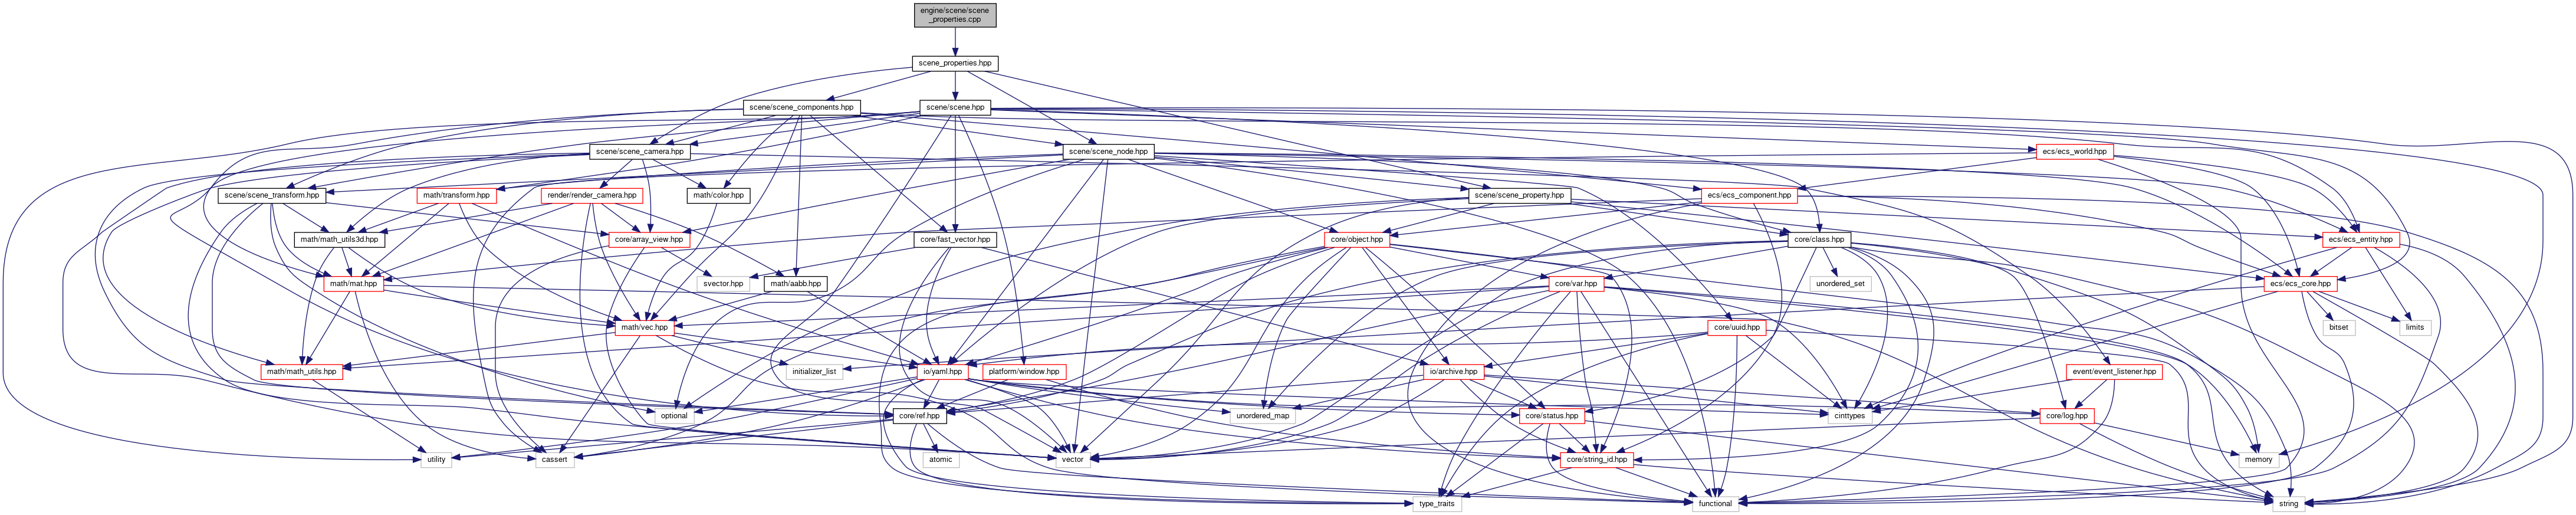 engine/scene/scene
_properties.cpp
scene_properties.hpp
scene/scene_components.hpp
scene/scene.hpp
scene/scene_camera.hpp
scene/scene_node.hpp
ecs/ecs_world.hpp
scene/scene_transform.hpp
math/transform.hpp
render/render_camera.hpp
math/color.hpp
scene/scene_property.hpp
ecs/ecs_component.hpp
math/math_utils3d.hpp
core/array_view.hpp
core/fast_vector.hpp
core/object.hpp
core/class.hpp
ecs/ecs_entity.hpp
math/mat.hpp
svector.hpp
math/aabb.hpp
core/var.hpp
unordered_set
ecs/ecs_core.hpp
math/vec.hpp
core/uuid.hpp
bitset
limits
math/math_utils.hpp
initializer_list
io/yaml.hpp
platform/window.hpp
io/archive.hpp
event/event_listener.hpp
optional
core/ref.hpp
unordered_map
core/status.hpp
cinttypes
core/log.hpp
utility
cassert
atomic
vector
core/string_id.hpp
memory
type_traits
functional
string